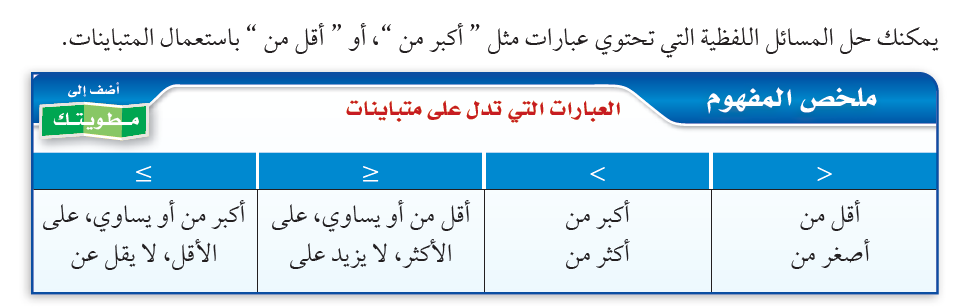 يمكنك حل المسائل اللفظية التي تحتوي عبارات مثل ” أكبر من “، أو ” أقل من “ باستعمال المتباينات.
ملخص المفهوم
العبارات التي تدل على متباينات
أضف إلى
مـطويتـك
< > ≤ ≥
أقل من
أصغر من
أكبر من
أكثر من
أقل من أو يساوي، على
الأكثر، لا يزيد على
أكبر من أو يساوي، على
الأقل، لا يقل عن